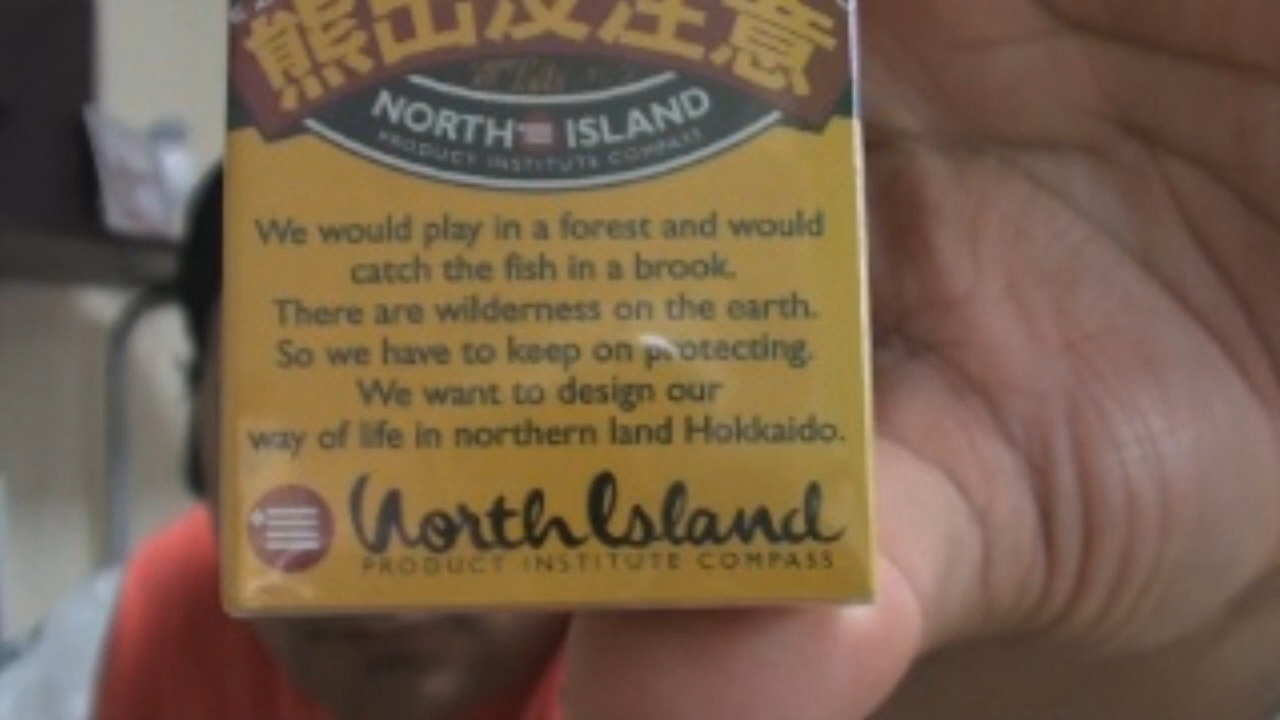 熊出没注意
NORTH ISLAND
PRODUCT INSTITUTE COMPASS
We would play in a forest and would
catch the fish in a brook.
There are wilderness on the earth.
So we have to keep on protecting.
We want to design our
way of life in northern land Hokkaido.
North Island
PRODUCT INSTITUTE COMPASS